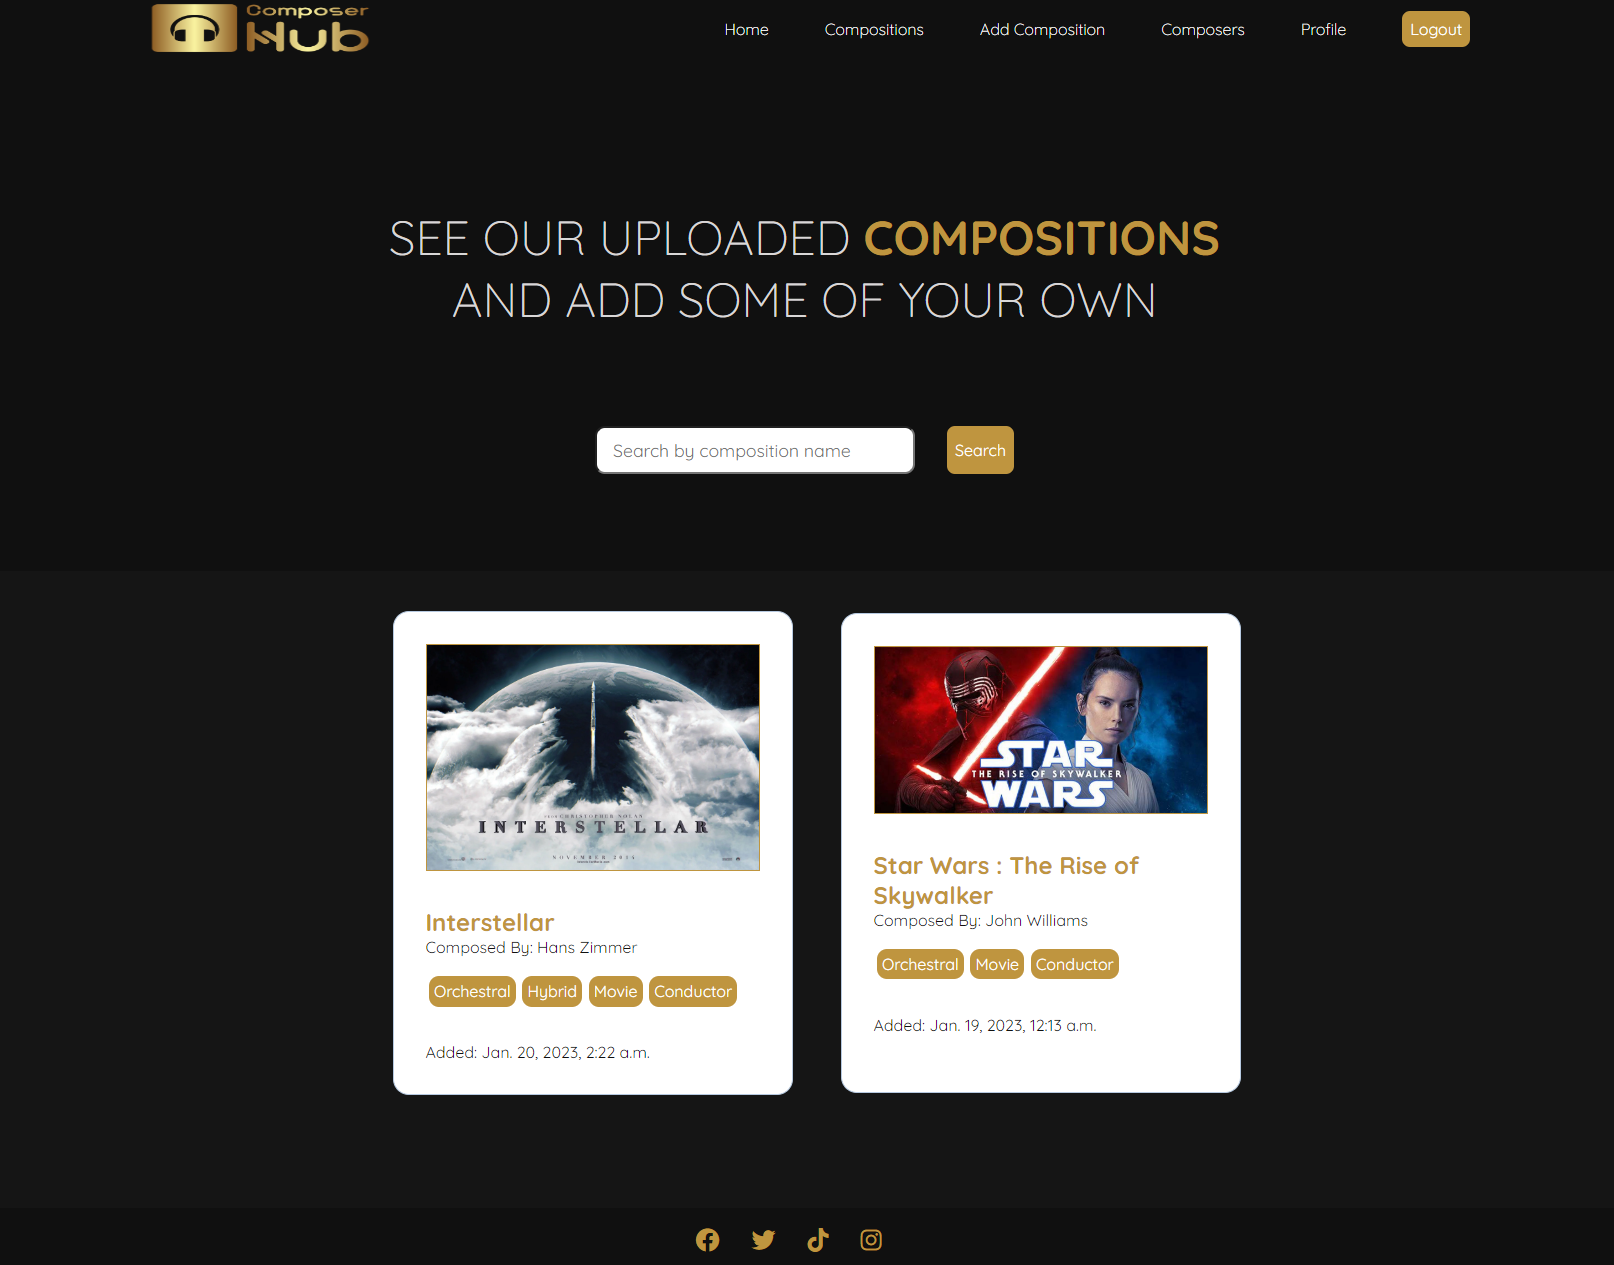 Composer
Hub
Home Compositions Add Composition Composers Profile Logout
SEE OUR UPLOADED COMPOSITIONS
AND ADD SOME OF YOUR OWN
Search by composition name Search
FROM CHRISTOPHER NOLAN
INTERSTELLAR
NOVEMBER 2014
Interstellar
Composed By: Hans Zimmer
Orchestral Hybrid Movie Conductor
Added: Jan. 20, 2023, 2:22 a.m.
STAR
THE RISE OF SKYWALKER
WARS
Star Wars : The Rise of
Skywalker
Composed By: John Williams
Orchestral Movie Conductor
Added: Jan. 19, 2023, 12:13 a.m.